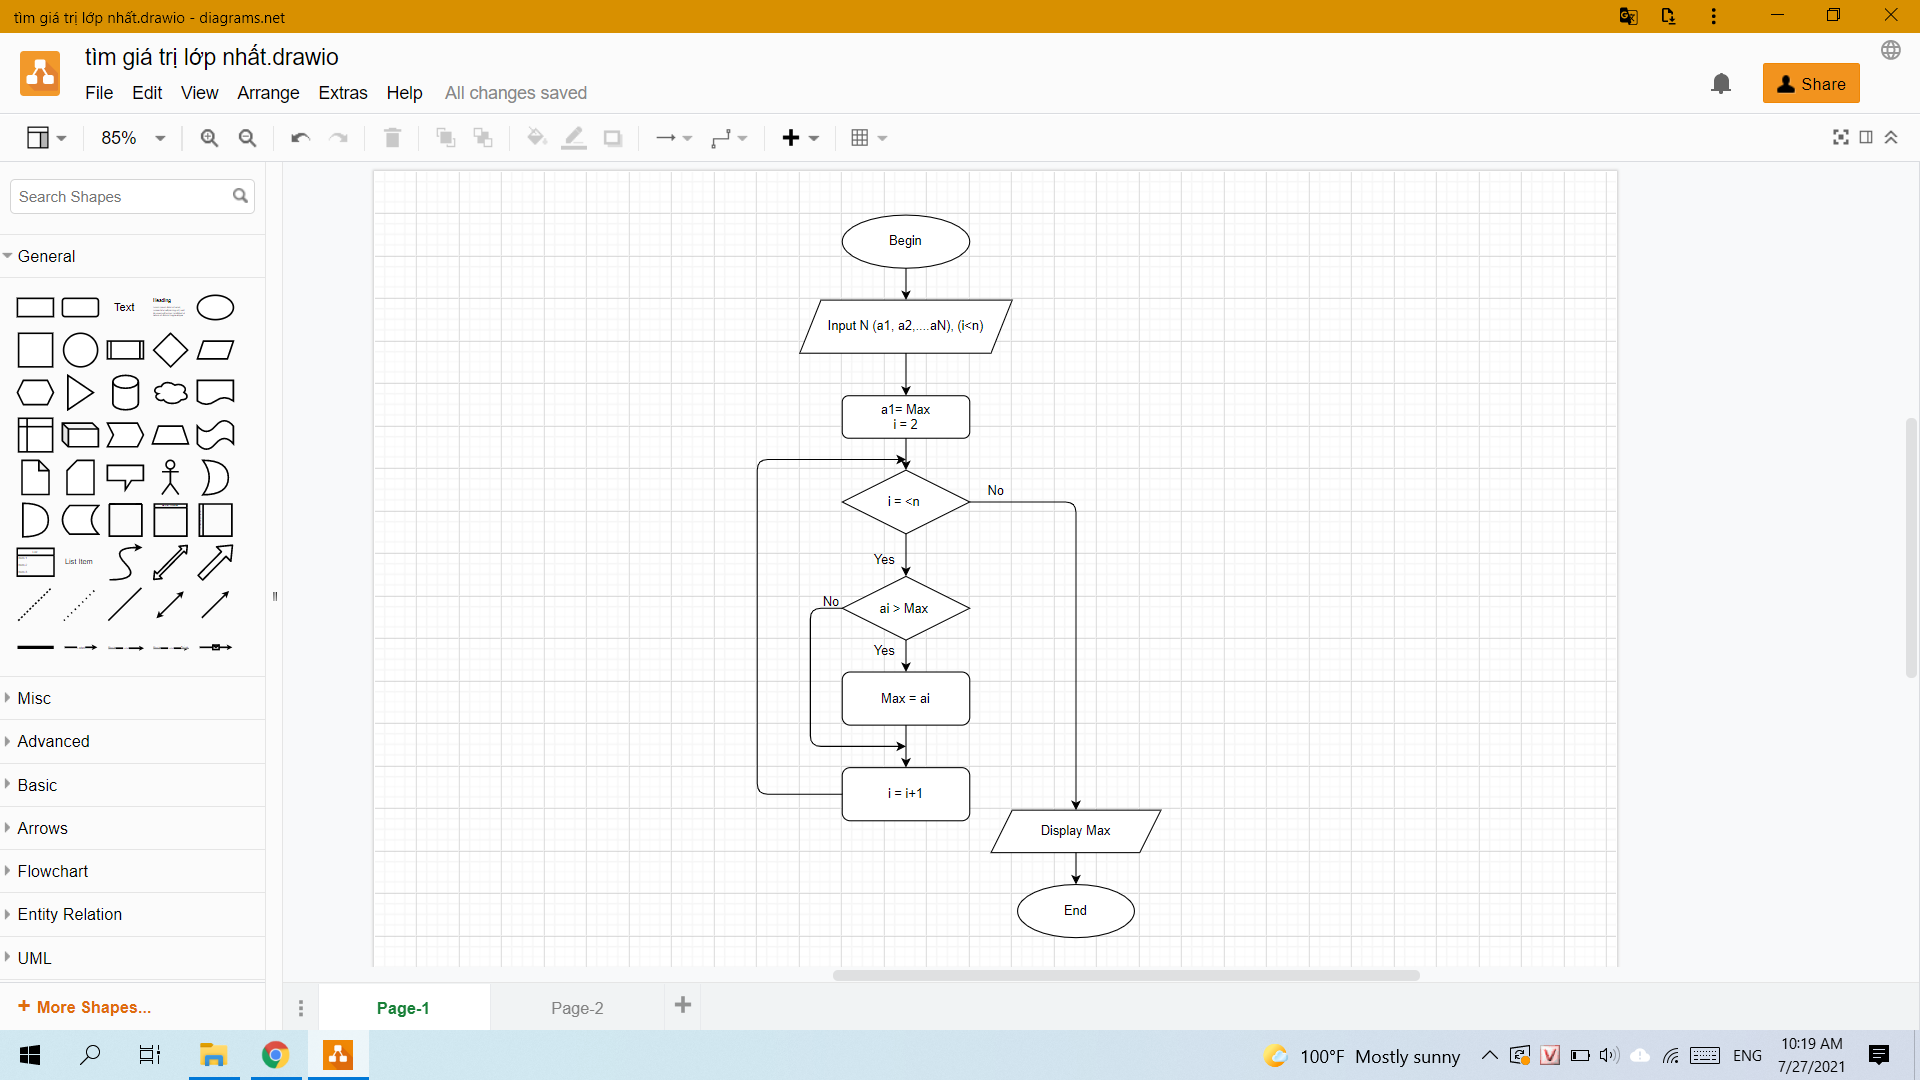 tìm giá trị lớp nhất.drawio - diagrams.net
tìm giá trị lớp nhất.drawio
File Edit View Arrange Extras Help All changes saved
Share
85%
Search Shapes
General
Text
Heading
List Item
Misc
Advanced
Basic
Arrows
Flowchart
Entity Relation
UML
+ More Shapes...
Begin
Input N (a1, a2,....aN), (i<n)
a1= Max
i = 2
i = <n
No
Yes
ai > Max
No
Yes
Max = ai
i = i+1
Display Max
End
Page-1
Page-2
100°F Mostly sunny
ENG
10:19 AM
7/27/2021